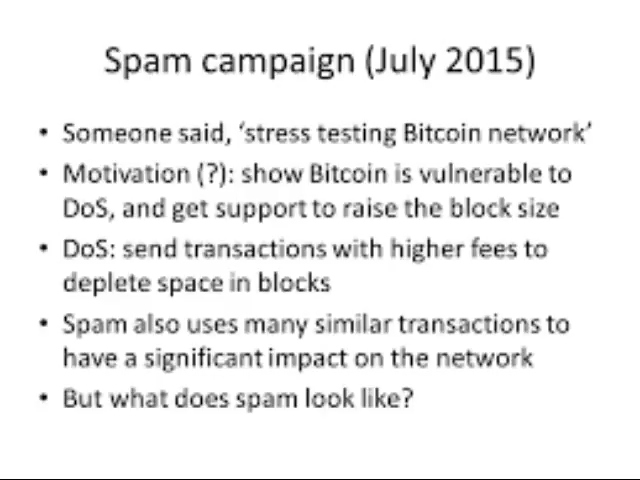 Spam campaign (July 2015)
• Someone said, ‘stress testing Bitcoin network’
• Motivation (?): show Bitcoin is vulnerable to
DoS, and get support to raise the block size
• DoS: send transactions with higher fees to
deplete space in blocks
• Spam also uses many similar transactions to
have a significant impact on the network
• But what does spam look like?